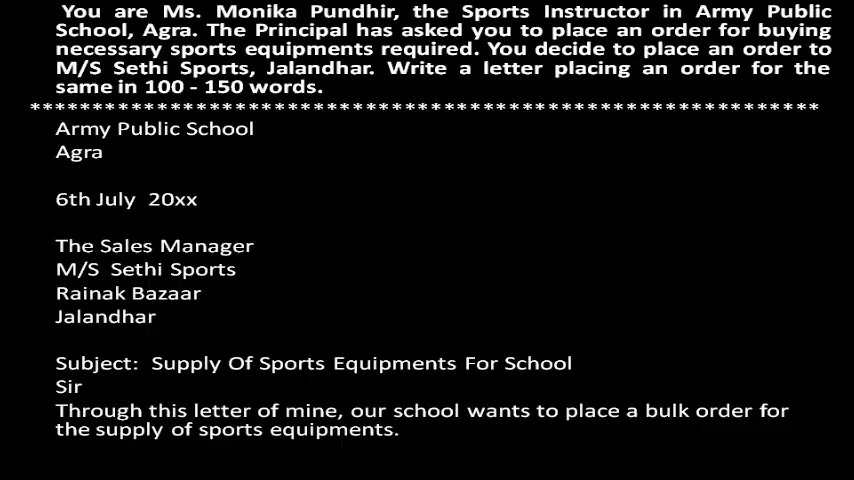 You are Ms. Monika Pundhir, the Sports Instructor in Army Public
School, Agra. The Principal has asked you to place an order for buying
necessary sports equipments required. You decide to place an order to
M/S Sethi Sports, Jalandhar. Write a letter placing an order for the
same in 100 - 150 words.
***************************************************************
Army Public School
Agra
6th July 20xx
The Sales Manager
M/S Sethi Sports
Rainak Bazaar
Jalandhar
Subject: Supply Of Sports Equipments For School
Sir
Through this letter of mine, our school wants to place a bulk order for
the supply of sports equipments.